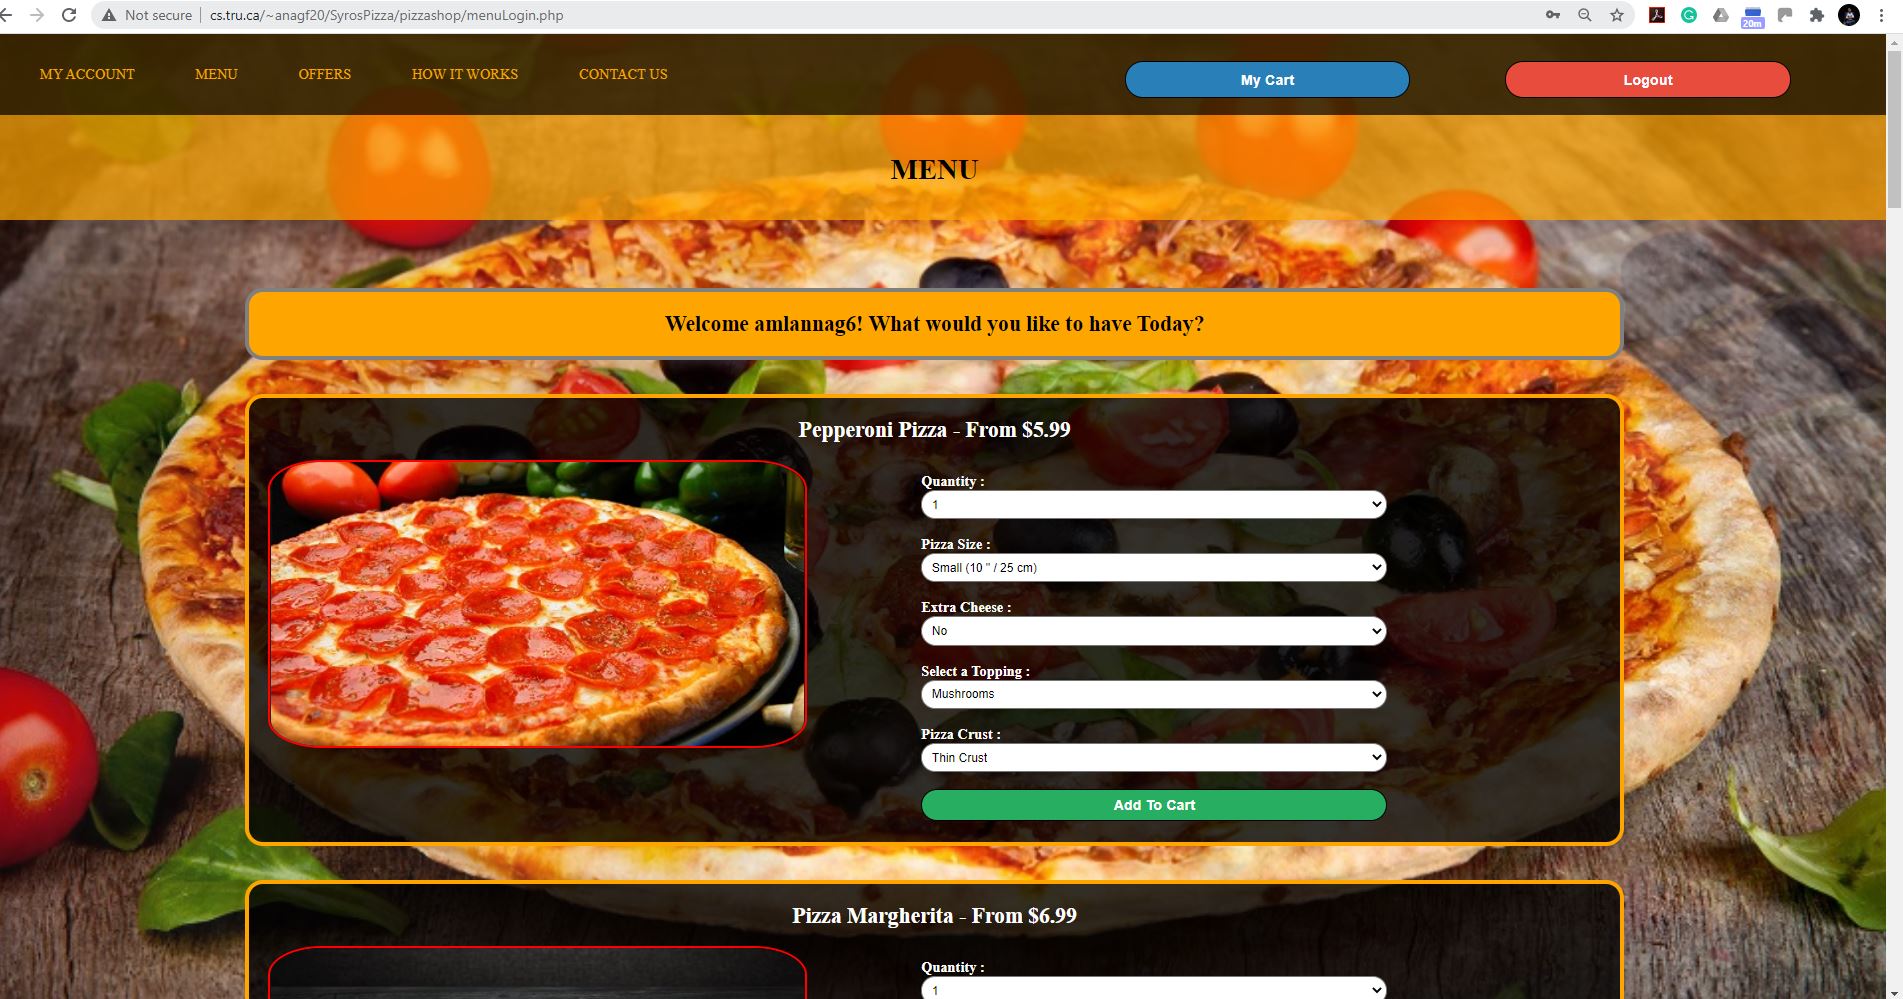 Not secure
cs.tru.ca/~anagf20/SyrosPizza/pizzashop/menuLogin.php
20m
MY ACCOUNT
MENU
OFFERS
HOW IT WORKS
CONTACT US
My Cart
Logout
MENU
Welcome amlannag6! What would you like to have Today?
Pepperoni Pizza - From $5.99
Quantity :
1
Pizza Size :
Small (10 " / 25 cm)
Extra Cheese :
No
Select a Topping :
Mushrooms
Pizza Crust :
Thin Crust
Add To Cart
Pizza Margherita - From $6.99
Quantity :
1